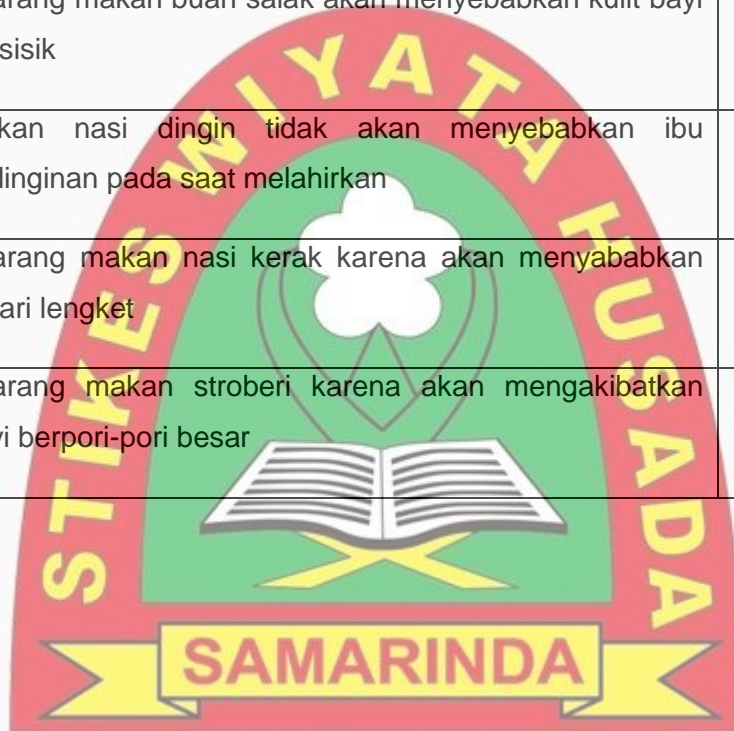 arang makan buah salak akan menyebabkan kulit bayi
sisik
kan nasi dingin tidak akan menyebabkan ibu
dinginan pada saat melahirkan
arang makan nasi kerak karena akan menyababkan
ari lengket
arang makan stroberi karena akan mengakibatkan
yi berpori-pori besar
STIKES WIYATA HUSADA
SAMARINDA